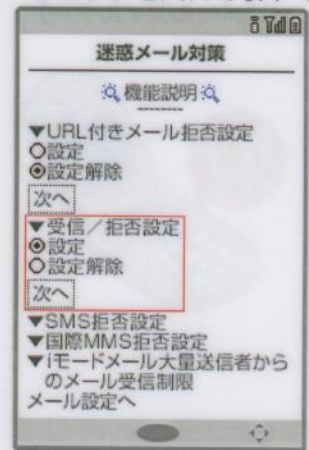 迷惑メール対策
機能説明
▼URL付きメール拒否設定
○設定
◉設定解除
次へ
▼受信／拒否設定
◉設定
○設定解除
次へ
▼SMS拒否設定
▼国際MMS拒否設定
▼iモードメール大量送信者から
のメール受信制限
メール設定へ